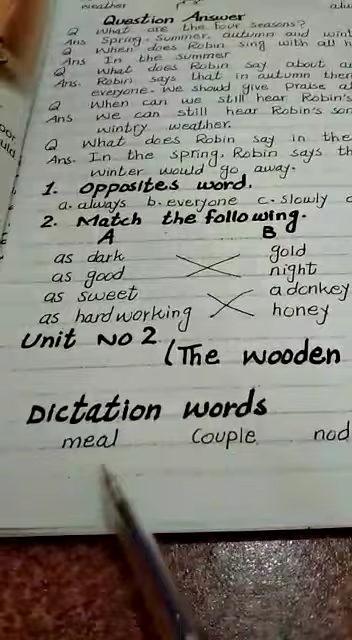 weather
Question Answer
Q What are the four seasons?
Ans Spring. Summer, autumn and
Q When does Robin sing with all
Ans In the summer
Q What does Robin say about
Ans. Robin says that in autumn
everyone. We should give Praise
Q When can we still hear Robin's
Ans We can still hear Robin's
wintry weather.
Q What does Robin say in the
Ans. In the spring, Robin says
winter would go away.
1. Opposites word.
a. always b. everyone c. slowly
2. Match the following.
A B
as dark gold
as good night
as sweet a donkey
as hardworking honey
Unit No 2
(The wooden
Dictation words
meal couple nod